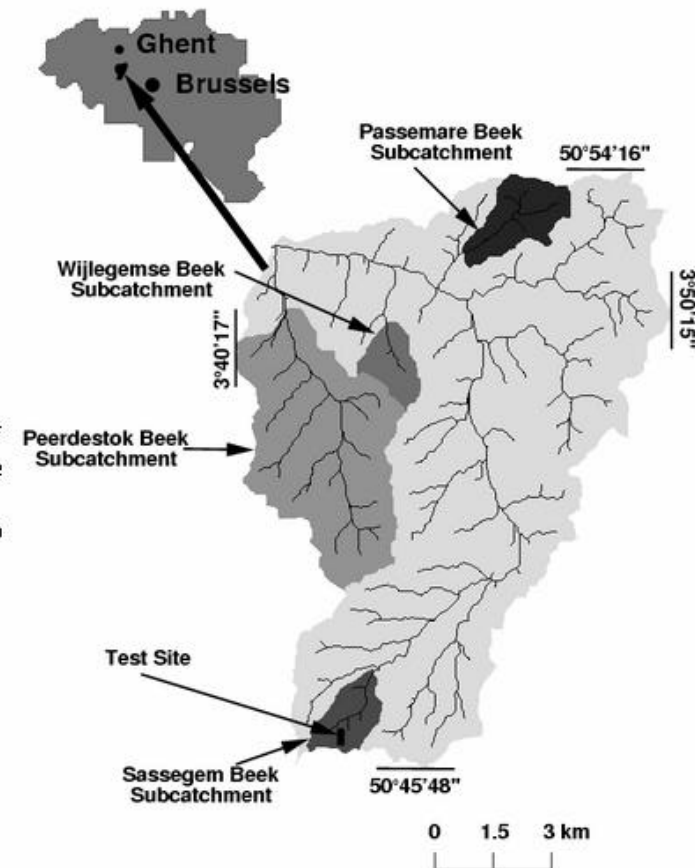 Ghent
Brussels
Passemare Beek
Subcatchment
50°54'16"
Wijlegemse Beek
Subcatchment
3°50'15"
3°40'17"
Peerdestok Beek
Subcatchment
Test Site
Sassegem Beek
Subcatchment
50°45'48"
0 1.5 3 km